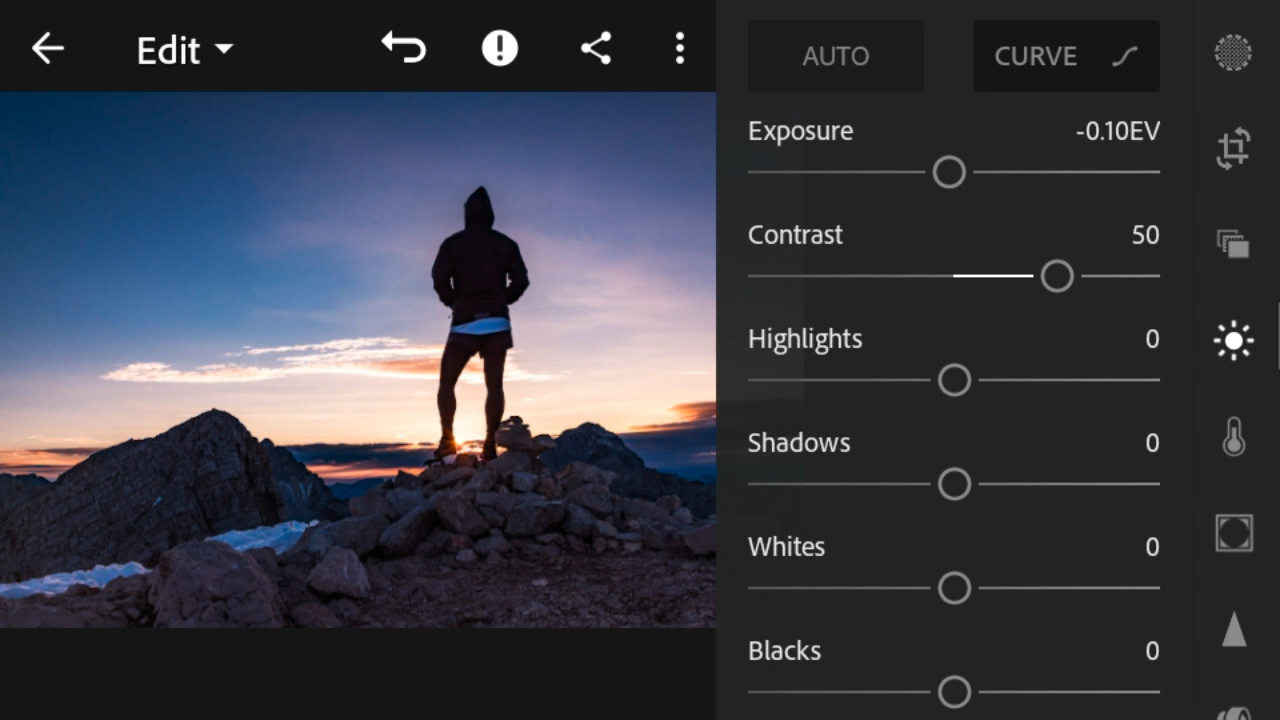 Edit
AUTO
CURVE
Exposure -0.10EV
Contrast 50
Highlights 0
Shadows 0
Whites 0
Blacks 0